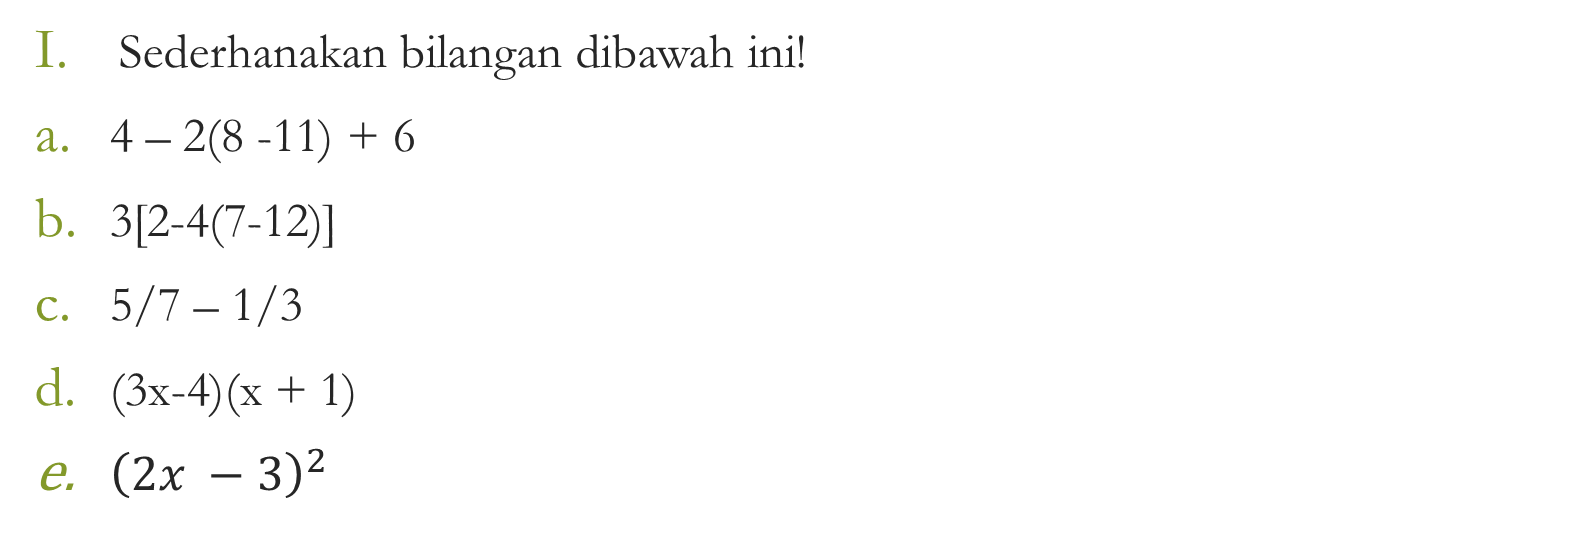 I. Sederhanakan bilangan dibawah ini!
a. 4 – 2(8 -11) + 6
b. 3[2-4(7-12)]
c. 5/7 – 1/3
d. (3x-4)(x + 1)
e. (2x − 3)²